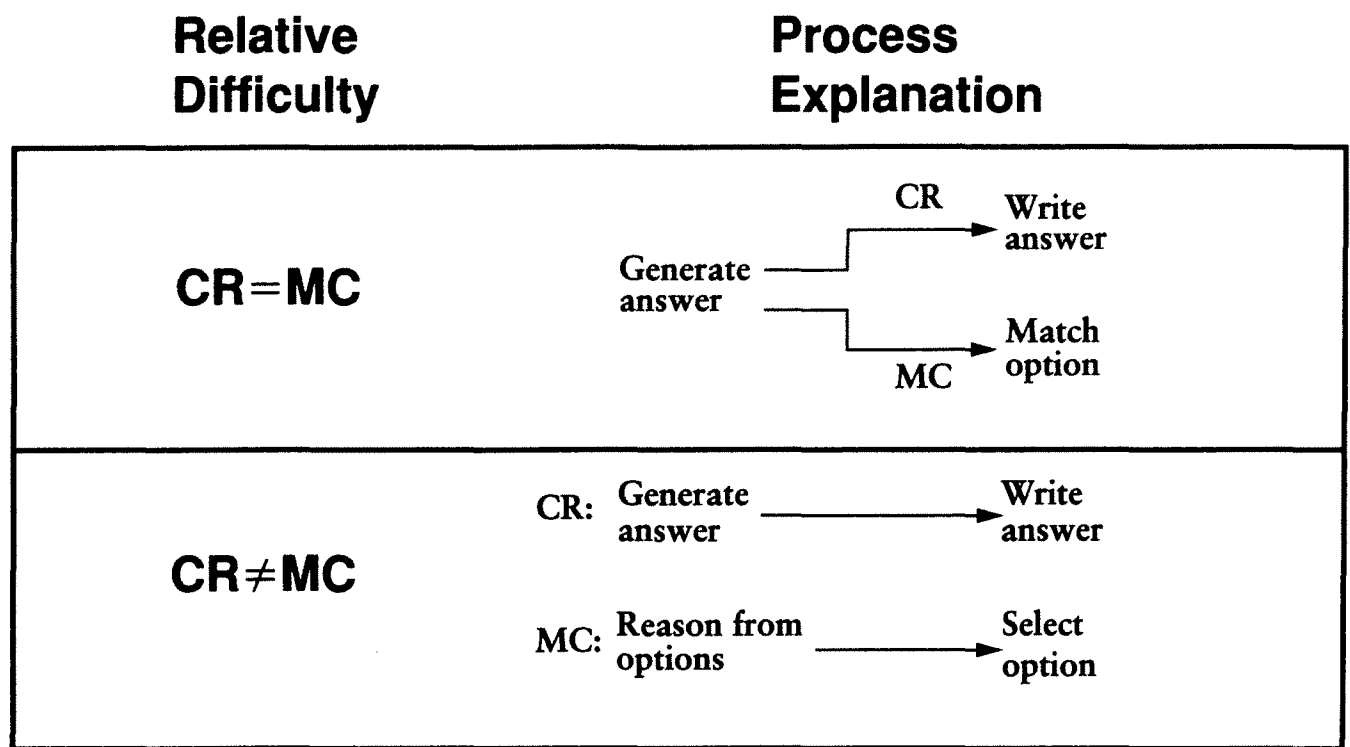 Relative
Difficulty
Process
Explanation
CR=MC
Generate
answer
CR
Write
answer
MC
Match
option
CR≠MC
CR:
Generate
answer
Write
answer
MC:
Reason from
options
Select
option